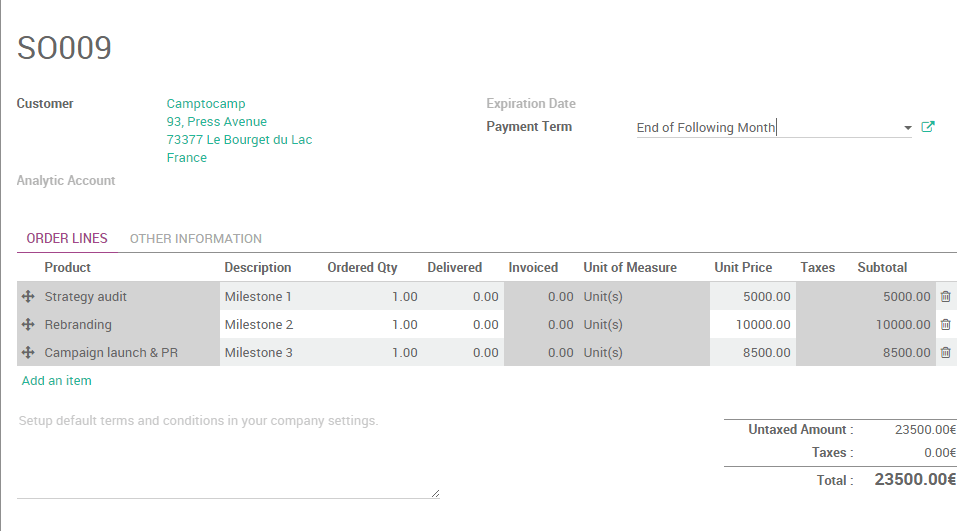 SO009
Customer Camptocamp Expiration Date
93, Press Avenue Payment Term End of Following Month
73377 Le Bourget du Lac
France
Analytic Account
ORDER LINES OTHER INFORMATION
Product Description Ordered Qty Delivered Invoiced Unit of Measure Unit Price Taxes Subtotal
Strategy audit Milestone 1 1.00 0.00 0.00 Unit(s) 5000.00 5000.00
Rebranding Milestone 2 1.00 0.00 0.00 Unit(s) 10000.00 10000.00
Campaign launch & PR Milestone 3 1.00 0.00 0.00 Unit(s) 8500.00 8500.00
Add an item
Setup default terms and conditions in your company settings.
Untaxed Amount : 23500.00€
Taxes : 0.00€
Total : 23500.00€